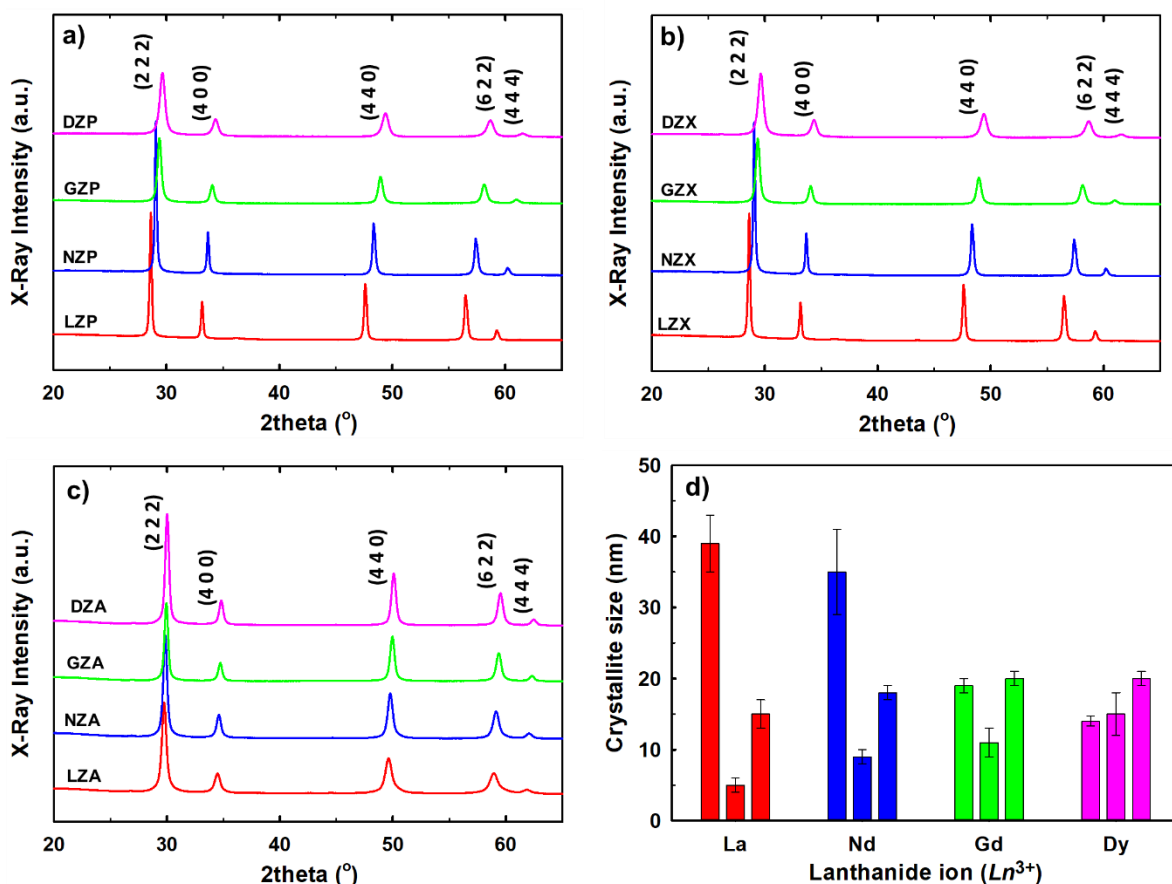 a)
(2 2 2)
(4 0 0)
(4 4 0)
(6 2 2)
(4 4 4)
DZP
GZP
NZP
LZP
X-Ray Intensity (a.u.)
20 30 40 50 60
2theta (°)
b)
(2 2 2)
(4 0 0)
(4 4 0)
(6 2 2)
(4 4 4)
DZX
GZX
NZX
LZX
X-Ray Intensity (a.u.)
20 30 40 50 60
2theta (°)
c)
(2 2 2)
(4 0 0)
(4 4 0)
(6 2 2)
(4 4 4)
DZA
GZA
NZA
LZA
X-Ray Intensity (a.u.)
20 30 40 50 60
2theta (°)
d)
Crystallite size (nm)
50
40
30
20
10
0
La Nd Gd Dy
Lanthanide ion (Ln³⁺)